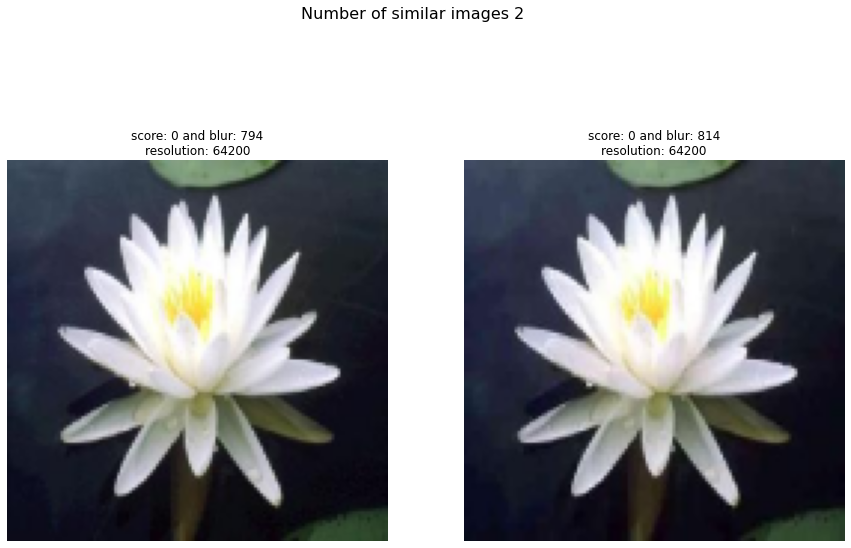 Number of similar images 2
score: 0 and blur: 794
resolution: 64200
score: 0 and blur: 814
resolution: 64200